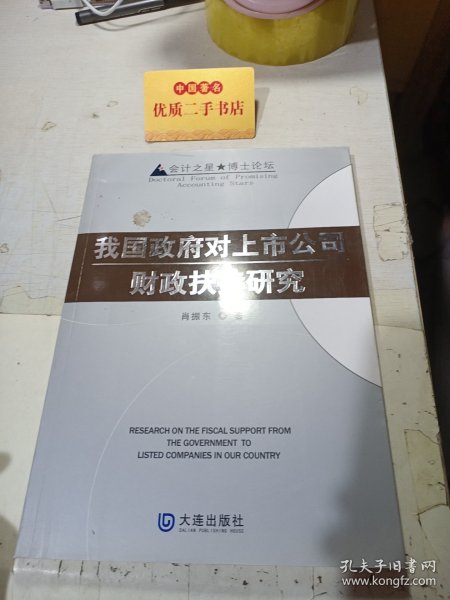 中国著名
优质二手书店
会计之星★博士论坛
Doctoral Forum of Promising
Accounting Stars
我国政府对上市公司
财政扶持研究
肖振东 著
RESEARCH ON THE FISCAL SUPPORT FROM
THE GOVERNMENT TO
LISTED COMPANIES IN OUR COUNTRY
大连出版社
DALIAN PUBLISHING HOUSE
孔夫子旧书网
www.kongfz.com